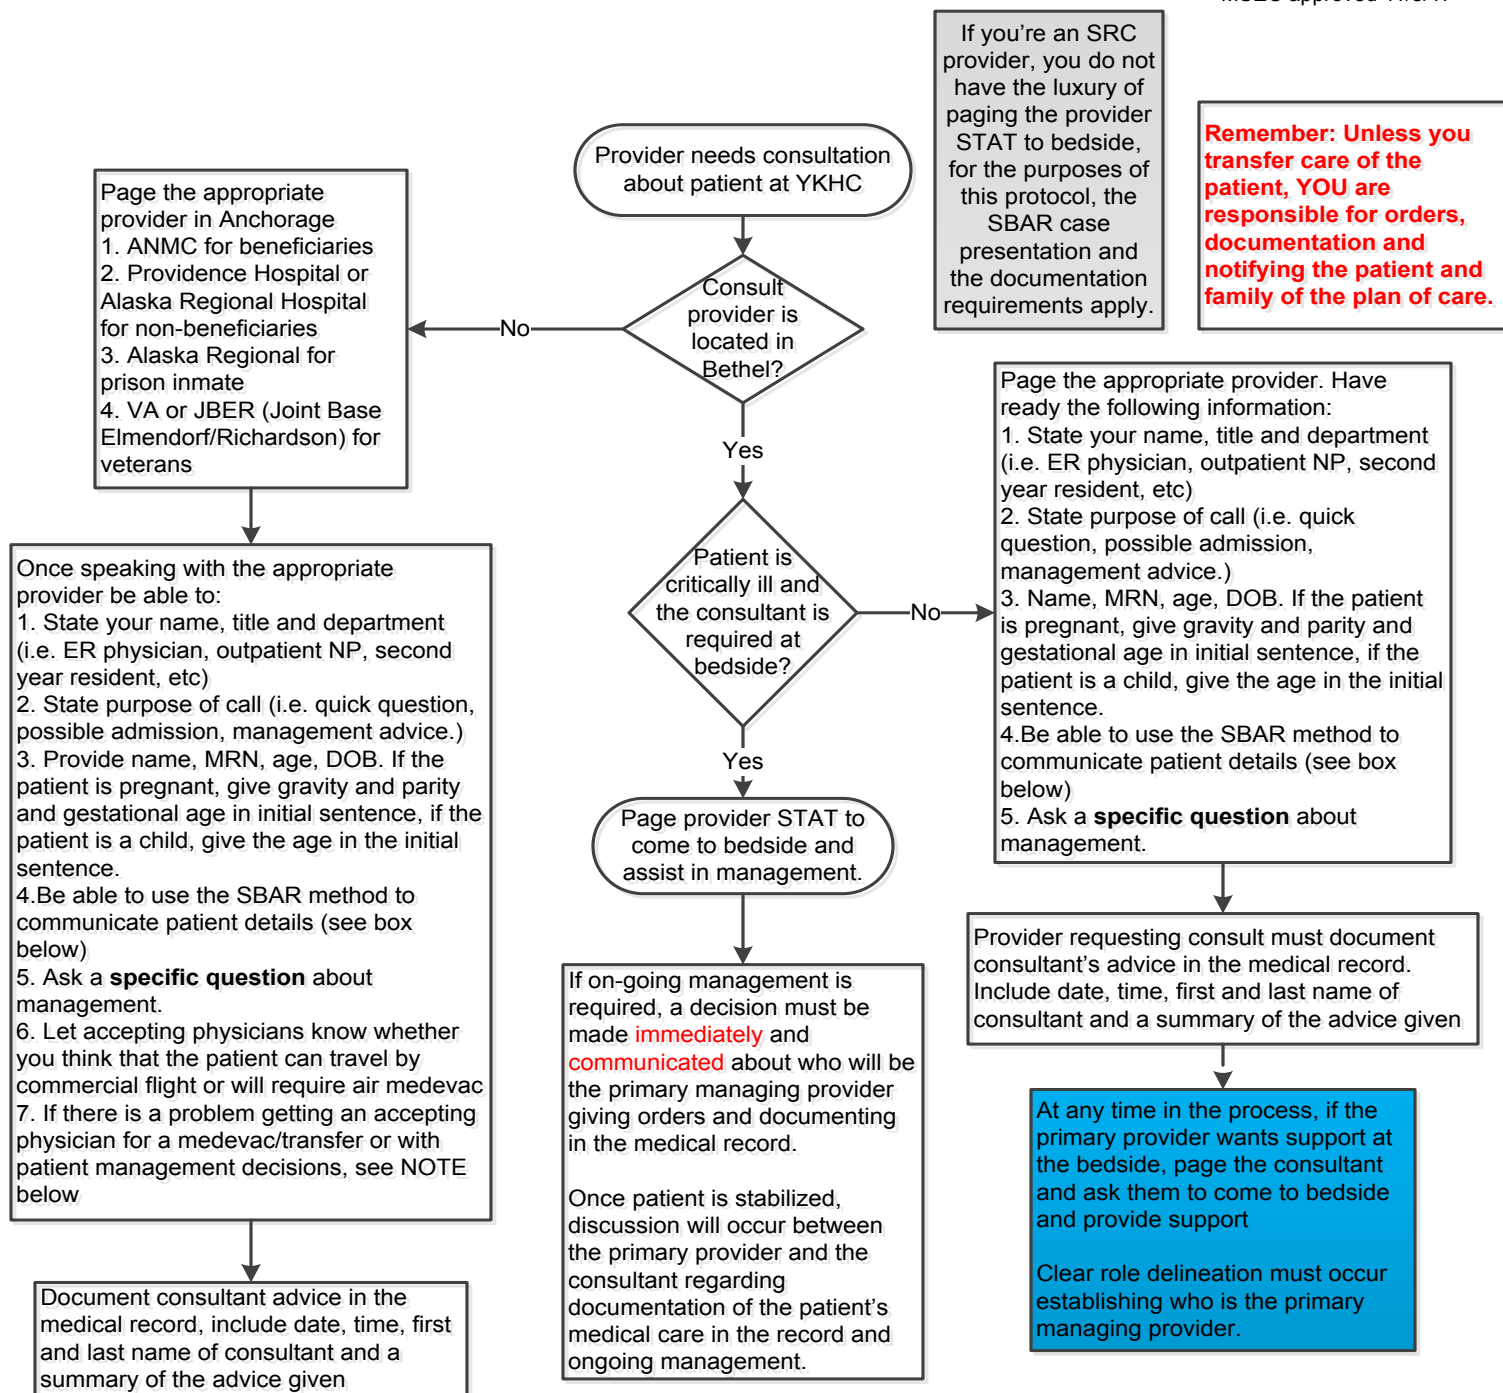 If you're an SRC
provider, you do not
have the luxury of
paging the provider
STAT to bedside,
for the purposes of
this protocol, the
SBAR case
presentation and
the documentation
requirements apply.
Remember: Unless you
transfer care of the
patient, YOU are
responsible for orders,
documentation and
notifying the patient and
family of the plan of care.
Provider needs consultation
about patient at YKHC
Consult
provider is
located in
Bethel?
No
Page the appropriate
provider in Anchorage
1. ANMC for beneficiaries
2. Providence Hospital or
Alaska Regional Hospital
for non-beneficiaries
3. Alaska Regional for
prison inmate
4. VA or JBER (Joint Base
Elmendorf/Richardson) for
veterans
Once speaking with the appropriate
provider be able to:
1. State your name, title and department
(i.e. ER physician, outpatient NP, second
year resident, etc)
2. State purpose of call (i.e. quick question,
possible admission, management advice.)
3. Provide name, MRN, age, DOB. If the
patient is pregnant, give gravity and parity
and gestational age in initial sentence, if the
patient is a child, give the age in the initial
sentence.
4.Be able to use the SBAR method to
communicate patient details (see box
below)
5. Ask a specific question about
management.
6. Let accepting physicians know whether
you think that the patient can travel by
commercial flight or will require air medevac
7. If there is a problem getting an accepting
physician for a medevac/transfer or with
patient management decisions, see NOTE
below
Document consultant advice in the
medical record, include date, time, first
and last name of consultant and a
summary of the advice given
Yes
Patient is
critically ill and
the consultant is
required at
bedside?
No
Yes
Page provider STAT to
come to bedside and
assist in management.
If on-going management is
required, a decision must be
made immediately and
communicated about who will be
the primary managing provider
giving orders and documenting
in the medical record.
Once patient is stabilized,
discussion will occur between
the primary provider and the
consultant regarding
documentation of the patient's
medical care in the record and
ongoing management.
Page the appropriate provider. Have
ready the following information:
1. State your name, title and department
(i.e. ER physician, outpatient NP, second
year resident, etc)
2. State purpose of call (i.e. quick
question, possible admission,
management advice.)
3. Name, MRN, age, DOB. If the patient
is pregnant, give gravity and parity and
gestational age in initial sentence, if the
patient is a child, give the age in the initial
sentence.
4.Be able to use the SBAR method to
communicate patient details (see box
below)
5. Ask a specific question about
management.
Provider requesting consult must document
consultant's advice in the medical record.
Include date, time, first and last name of
consultant and a summary of the advice given
At any time in the process, if the
primary provider wants support at
the bedside, page the consultant
and ask them to come to bedside
and provide support
Clear role delineation must occur
establishing who is the primary
managing provider.